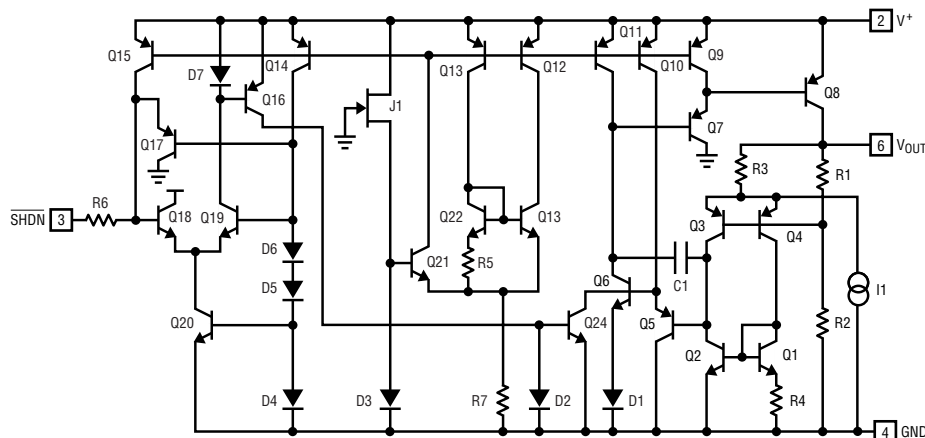 Q15
D7
Q14
Q16
Q13
Q12
Q11
Q10
Q9
2 V+
Q8
J1
Q17
Q7
6 VOUT
R3
R1
SHDN 3
R6
Q18
Q19
Q22
Q13
Q3
Q4
D6
Q21
R5
Q6
C1
I1
D5
Q20
Q24
Q5
R2
Q2
Q1
D4
D3
R7
D2
D1
R4
4 GND